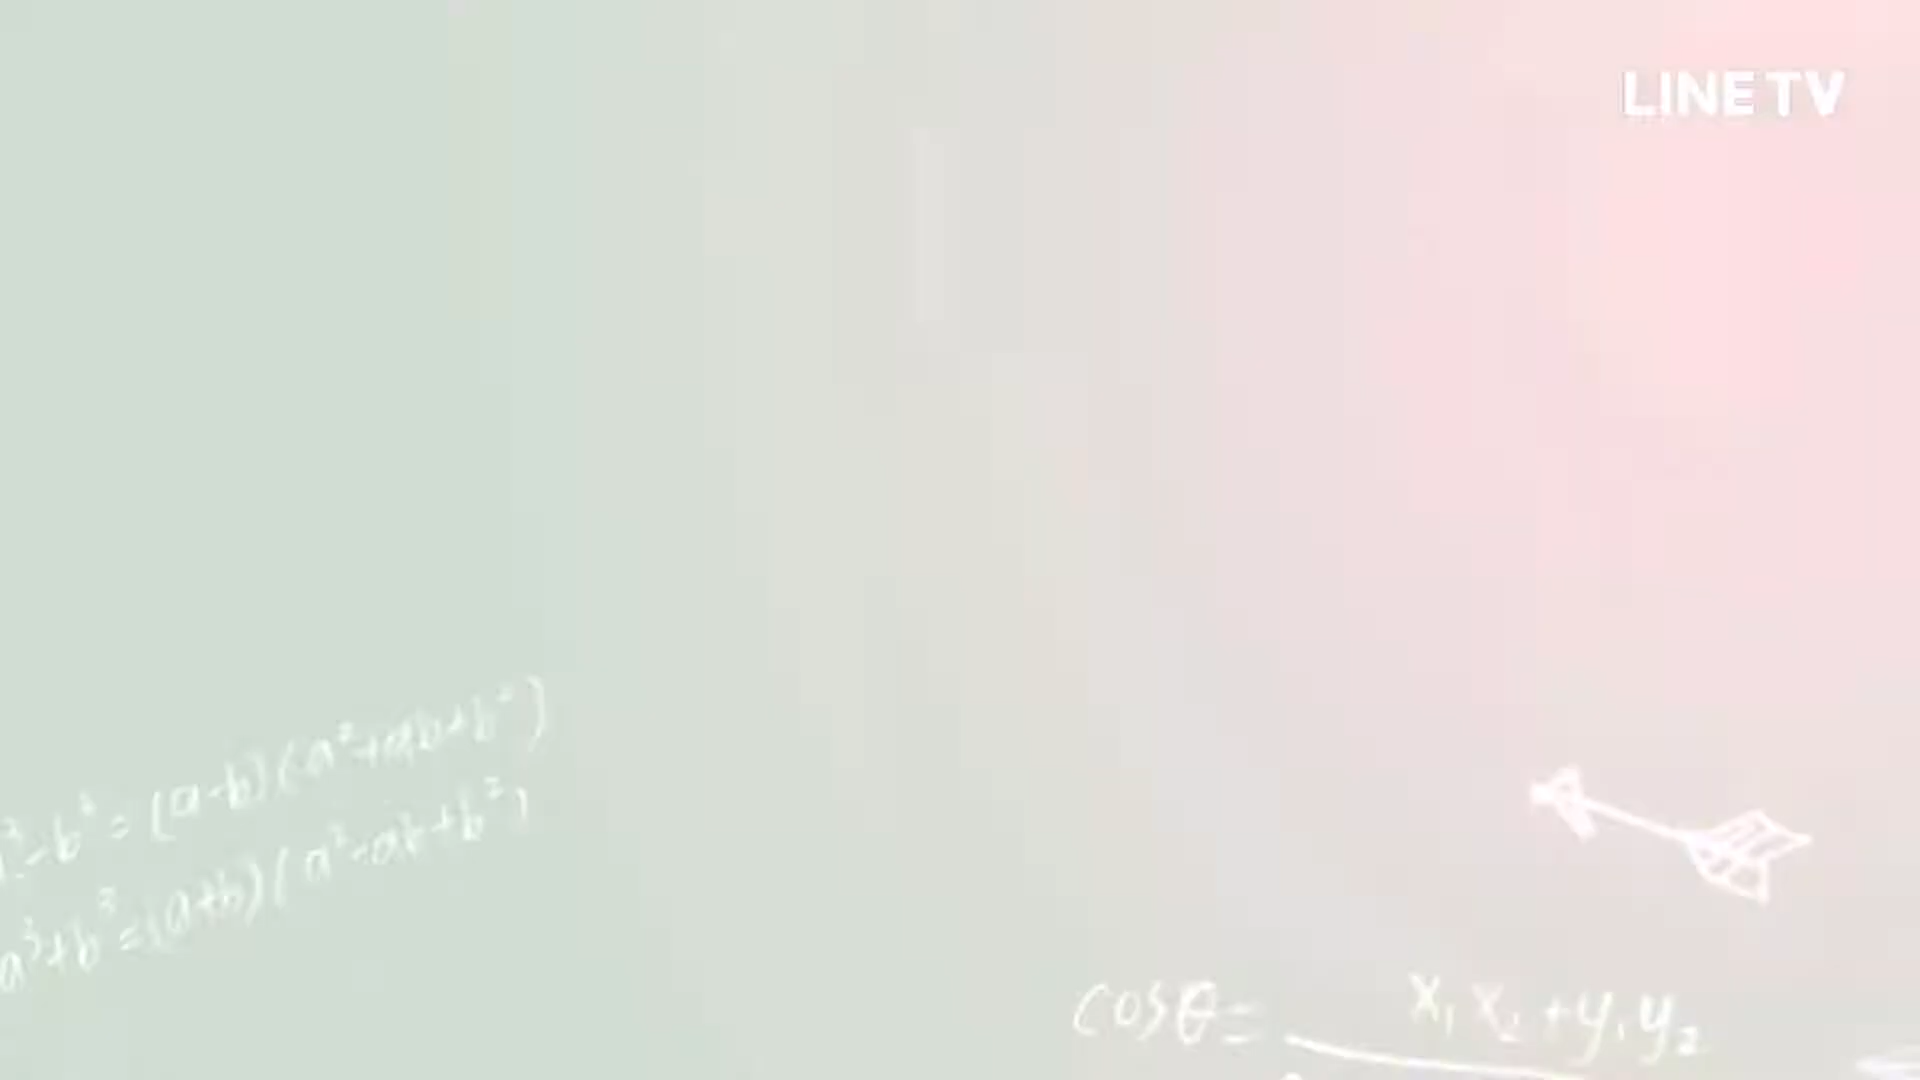 LINE TV
a³-b³=(a-b)(a²+ab+b²)
a³+b³=(a+b)(a²-ab+b²)
cosθ= x₁x₂+y₁y₂